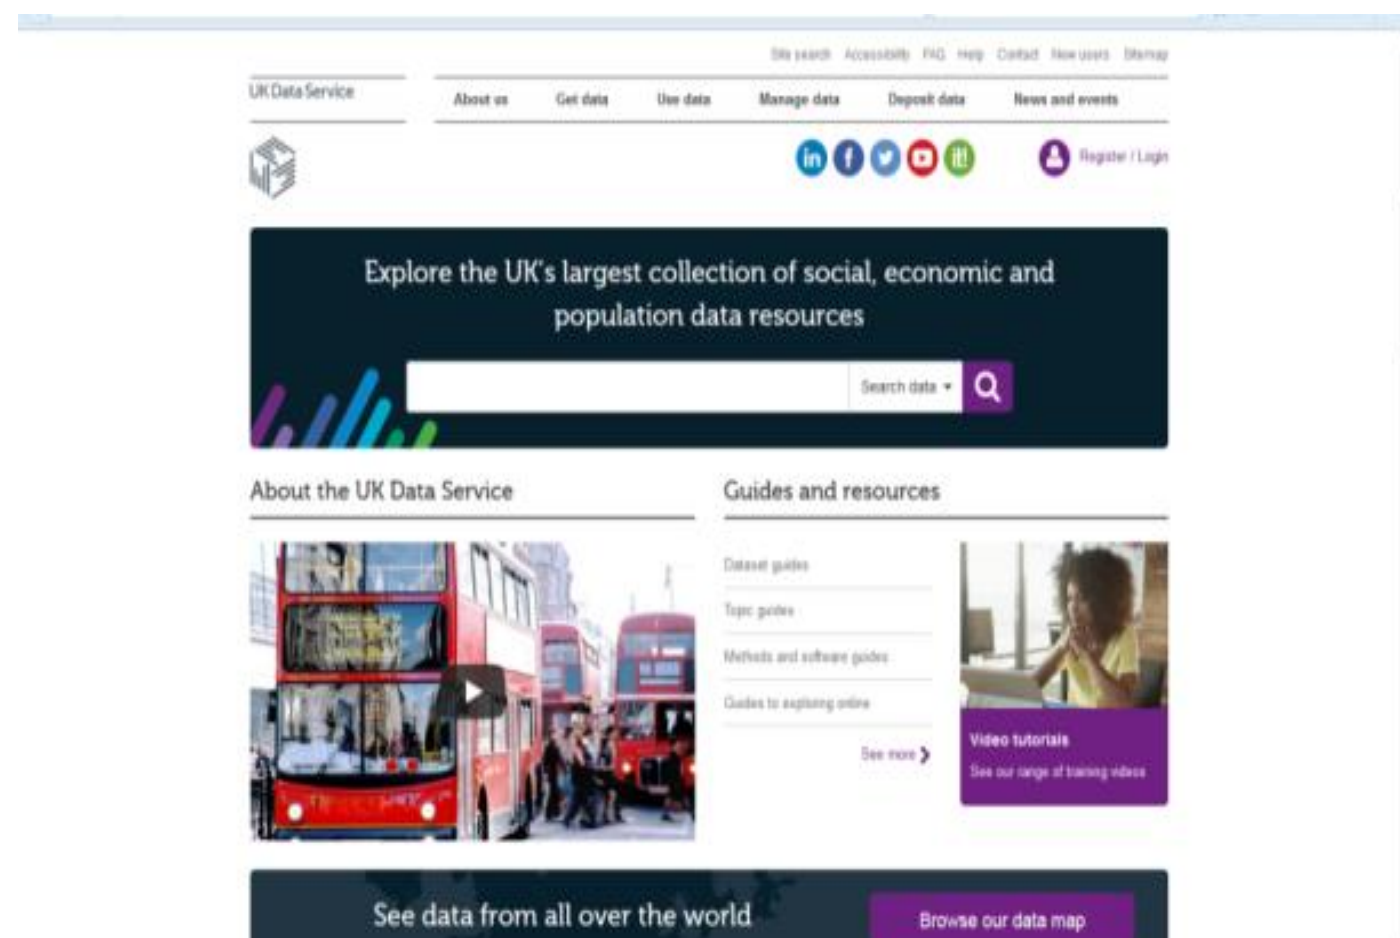 Site search Accessibility FAQ Help Contact New users Sitemap
UK Data Service
About us Get data Use data Manage data Deposit data News and events
in f it!
Register / Login
Explore the UK's largest collection of social, economic and
population data resources
Search data
About the UK Data Service
Guides and resources
Dataset guides
Topic guides
Methods and software guides
Guides to exploring online
See more
Video tutorials
See our range of training videos
See data from all over the world
Browse our data map